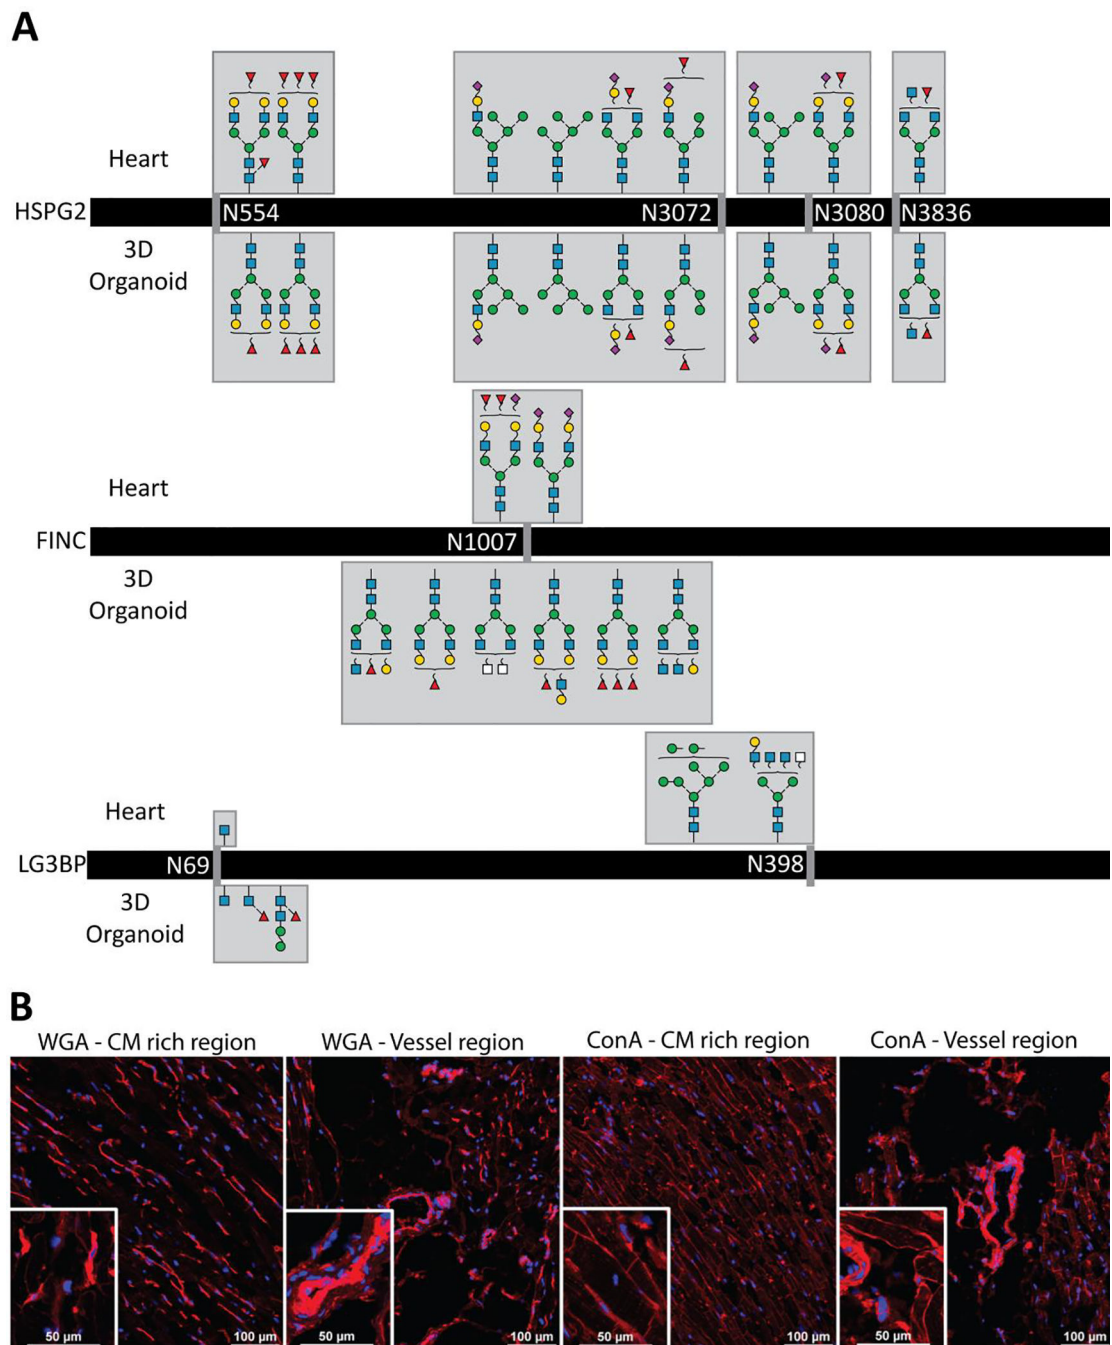 A
Heart
HSPG2 N554 N3072 N3080 N3836
3D
Organoid
Heart
FINC N1007
3D
Organoid
Heart
LG3BP N69 N398
3D
Organoid
B
WGA - CM rich region WGA - Vessel region ConA - CM rich region ConA - Vessel region
50 µm 100 µm 50 µm 100 µm 50 µm 100 µm 50 µm 100 µm